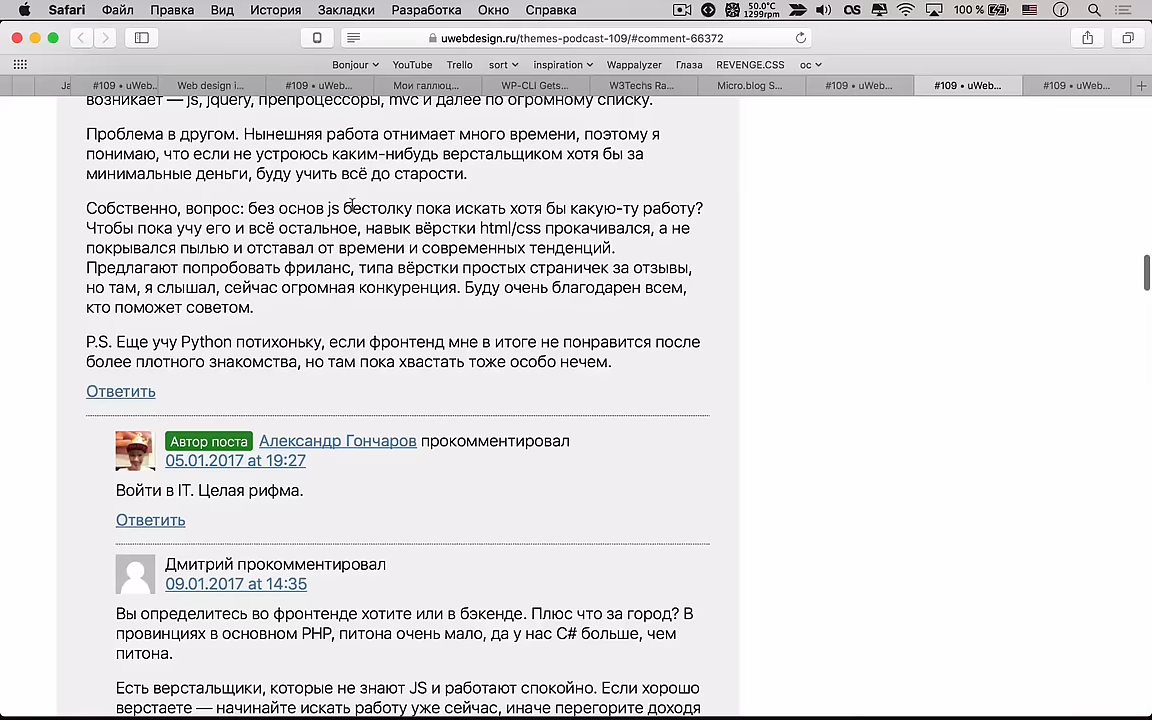 Safari Файл Правка Вид История Закладки Разработка Окно Справка 50.0°C 1299rpm 100 %
uwebdesign.ru/themes-podcast-109/#comment-66372
Bonjour YouTube Trello sort inspiration Wappalyzer Глаза REVENGE.CSS ос
Ja #109 • uWeb.. Web design i... #109 • uWeb... Мои галлюц... WP-CLI Gets... W3Techs Ra... Micro.blog S... #109 • uWeb... #109 • uWeb... #109 • uWeb...
возникает — js, jquery, препроцессоры, mvc и далее по огромному списку.
Проблема в другом. Нынешняя работа отнимает много времени, поэтому я
понимаю, что если не устроюсь каким-нибудь верстальщиком хотя бы за
минимальные деньги, буду учить всё до старости.
Собственно, вопрос: без основ js бестолку пока искать хотя бы какую-ту работу?
Чтобы пока учу его и всё остальное, навык вёрстки html/css прокачивался, а не
покрывался пылью и отставал от времени и современных тенденций.
Предлагают попробовать фриланс, типа вёрстки простых страничек за отзывы,
но там, я слышал, сейчас огромная конкуренция. Буду очень благодарен всем,
кто поможет советом.
P.S. Еще учу Python потихоньку, если фронтенд мне в итоге не понравится после
более плотного знакомства, но там пока хвастать тоже особо нечем.
Ответить
Автор поста Александр Гончаров прокомментировал
05.01.2017 at 19:27
Войти в IT. Целая рифма.
Ответить
Дмитрий прокомментировал
09.01.2017 at 14:35
Вы определитесь во фронтенде хотите или в бэкенде. Плюс что за город? В
провинциях в основном PHP, питона очень мало, да у нас C# больше, чем
питона.
Есть верстальщики, которые не знают JS и работают спокойно. Если хорошо
верстаете — начинайте искать работу уже сейчас, иначе перегорите доходя